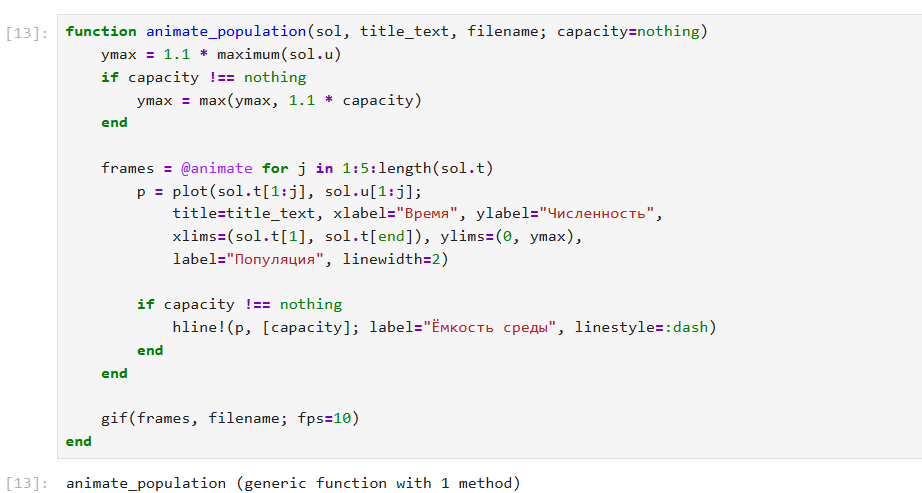 [13]: function animate_population(sol, title_text, filename; capacity=nothing)
    ymax = 1.1 * maximum(sol.u)
    if capacity !== nothing
        ymax = max(ymax, 1.1 * capacity)
    end

    frames = @animate for j in 1:5:length(sol.t)
        p = plot(sol.t[1:j], sol.u[1:j];
            title=title_text, xlabel="Время", ylabel="Численность",
            xlims=(sol.t[1], sol.t[end]), ylims=(0, ymax),
            label="Популяция", linewidth=2)

        if capacity !== nothing
            hline!(p, [capacity]; label="Ёмкость среды", linestyle=:dash)
        end
    end

    gif(frames, filename; fps=10)
end
[13]: animate_population (generic function with 1 method)